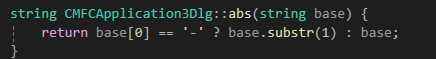 string CMFCApplication3Dlg::abs(string base) {
    return base[0] == '-' ? base.substr(1) : base;
}